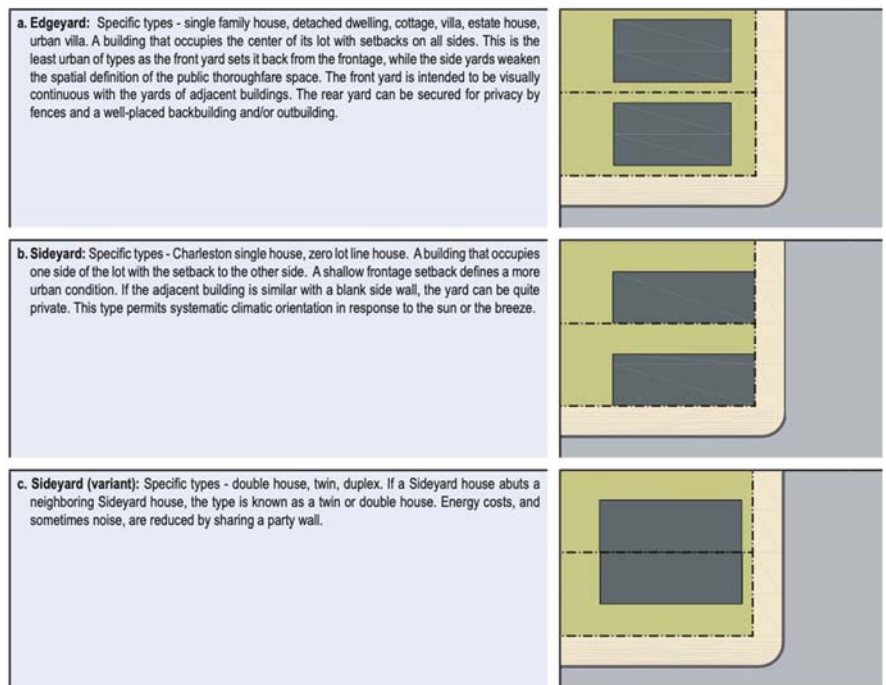 a. Edgeyard: Specific types - single family house, detached dwelling, cottage, villa, estate house,
urban villa. A building that occupies the center of its lot with setbacks on all sides. This is the
least urban of types as the front yard sets it back from the frontage, while the side yards weaken
the spatial definition of the public thoroughfare space. The front yard is intended to be visually
continuous with the yards of adjacent buildings. The rear yard can be secured for privacy by
fences and a well-placed backbuilding and/or outbuilding.
b. Sideyard: Specific types - Charleston single house, zero lot line house. A building that occupies
one side of the lot with the setback to the other side. A shallow frontage setback defines a more
urban condition. If the adjacent building is similar with a blank side wall, the yard can be quite
private. This type permits systematic climatic orientation in response to the sun or the breeze.
c. Sideyard (variant): Specific types - double house, twin, duplex. If a Sideyard house abuts a
neighboring Sideyard house, the type is known as a twin or double house. Energy costs, and
sometimes noise, are reduced by sharing a party wall.